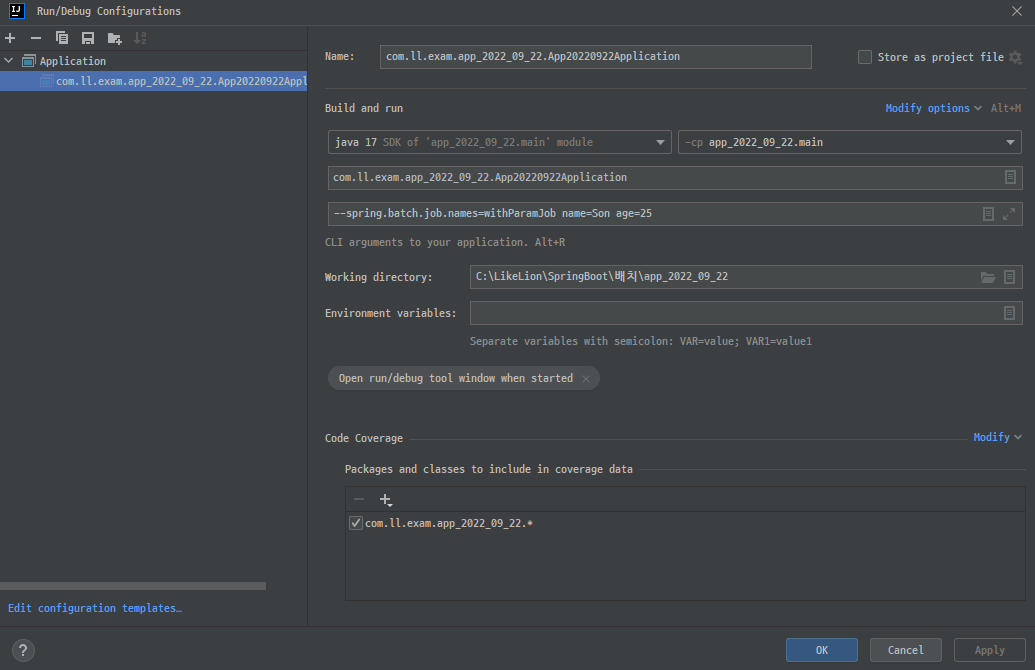 Run/Debug Configurations
Application
com.ll.exam.app_2022_09_22.App20220922Appl
Edit configuration templates…
Name: com.ll.exam.app_2022_09_22.App20220922Application Store as project file
Build and run Modify options Alt+M
java 17 SDK of 'app_2022_09_22.main' module -cp app_2022_09_22.main
com.ll.exam.app_2022_09_22.App20220922Application
--spring.batch.job.names=withParamJob name=Son age=25
CLI arguments to your application. Alt+R
Working directory: C:\LikeLion\SpringBoot\배치\app_2022_09_22
Environment variables:
Separate variables with semicolon: VAR=value; VAR1=value1
Open run/debug tool window when started
Code Coverage Modify
Packages and classes to include in coverage data
com.ll.exam.app_2022_09_22.*
? OK Cancel Apply